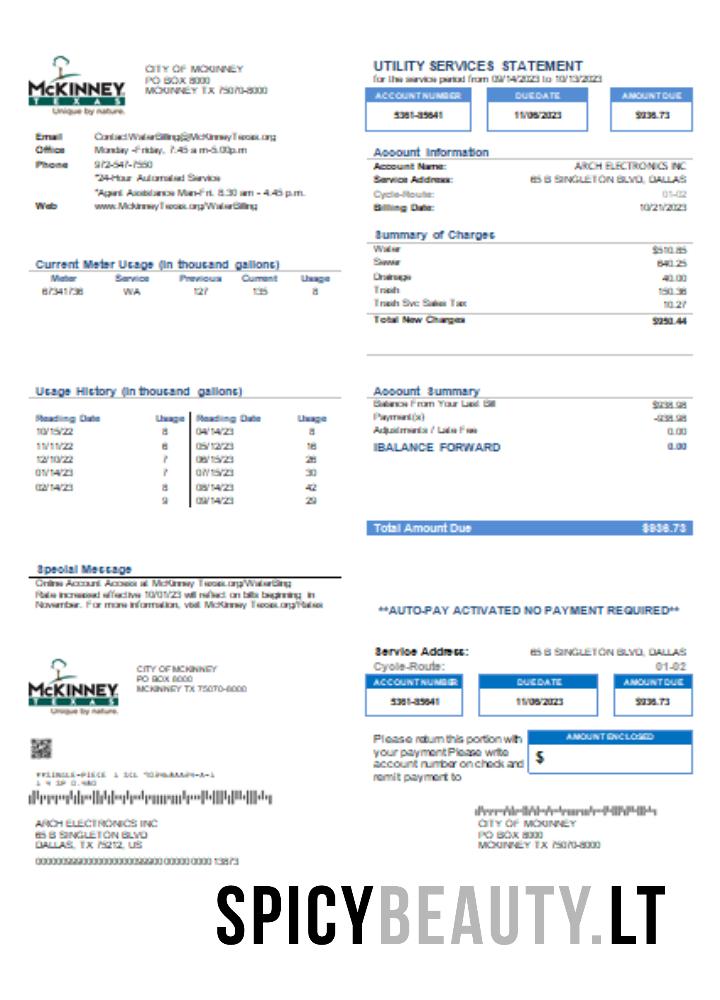 McKINNEY
TEXAS
Unique by nature.
CITY OF MCKINNEY
PO BOX 8000
MCKINNEY TX 75070-8000
UTILITY SERVICES STATEMENT
for the service period from 09/14/2023 to 10/13/2023
ACCOUNT NUMBER DUE DATE AMOUNT DUE
5361-85641 11/06/2023 $936.73
Email ContactWaterBilling@McKinneyTexas.org
Office Monday -Friday, 7.45 a m-5.00p.m
Phone 972-547-7550
*24-Hour Automated Service
*Agent Assistance Man-Fri. 8.30 am - 4.45 p.m.
Web www.McKinneyTexas.org/WaterBilling
Account Information
Account Name: ARCH ELECTRONICS INC
Service Address: 65 B SINGLETON BLVD, DALLAS
Cycle-Route: 01-02
Billing Date: 10/21/2023
Summary of Charges
Water $510.85
Sewer 640.25
Drainage 40.00
Trash 150.36
Trash Svc Sales Tax 10.27
Total New Charges $950.44
Current Meter Usage (in thousand gallons)
Meter Service Previous Current Usage
67341736 WA 127 135 8
Usage History (in thousand gallons)
Reading Date Usage Reading Date Usage
10/15/22 8 04/14/23 8
11/11/22 6 05/12/23 16
12/10/22 7 06/15/23 26
01/14/23 7 07/15/23 30
02/14/23 8 08/14/23 42
9 09/14/23 29
Account Summary
Balance From Your Last Bill $938.98
Payment(s) -938.98
Adjustments / Late Fee 0.00
IBALANCE FORWARD 0.00
Total Amount Due $936.73
Special Message
Online Account Access at McKinney Texas.org/WaterBing
Rate increased effective 10/01/23 will reflect on bills beginning in
November. For more information, visit McKinney Texas.org/Rates
**AUTO-PAY ACTIVATED NO PAYMENT REQUIRED**
McKINNEY
TEXAS
Unique by nature.
CITY OF MCKINNEY
PO BOX 8000
MCKINNEY TX 75070-8000
Service Address: 65 B SINGLETON BLVD, DALLAS
Cycle-Route: 01-02
ACCOUNT NUMBER DUE DATE AMOUNT DUE
5361-85641 11/06/2023 $936.73
Please return this portion with
your payment Please write
account number on check and
remit payment to
AMOUNT ENCLOSED
$
ARCH ELECTRONICS INC
65 B SINGLETON BLVD
DALLAS, TX 75212, US
CITY OF MCKINNEY
PO BOX 8000
MCKINNEY TX 75070-8000
SPICYBEAUTY.LT